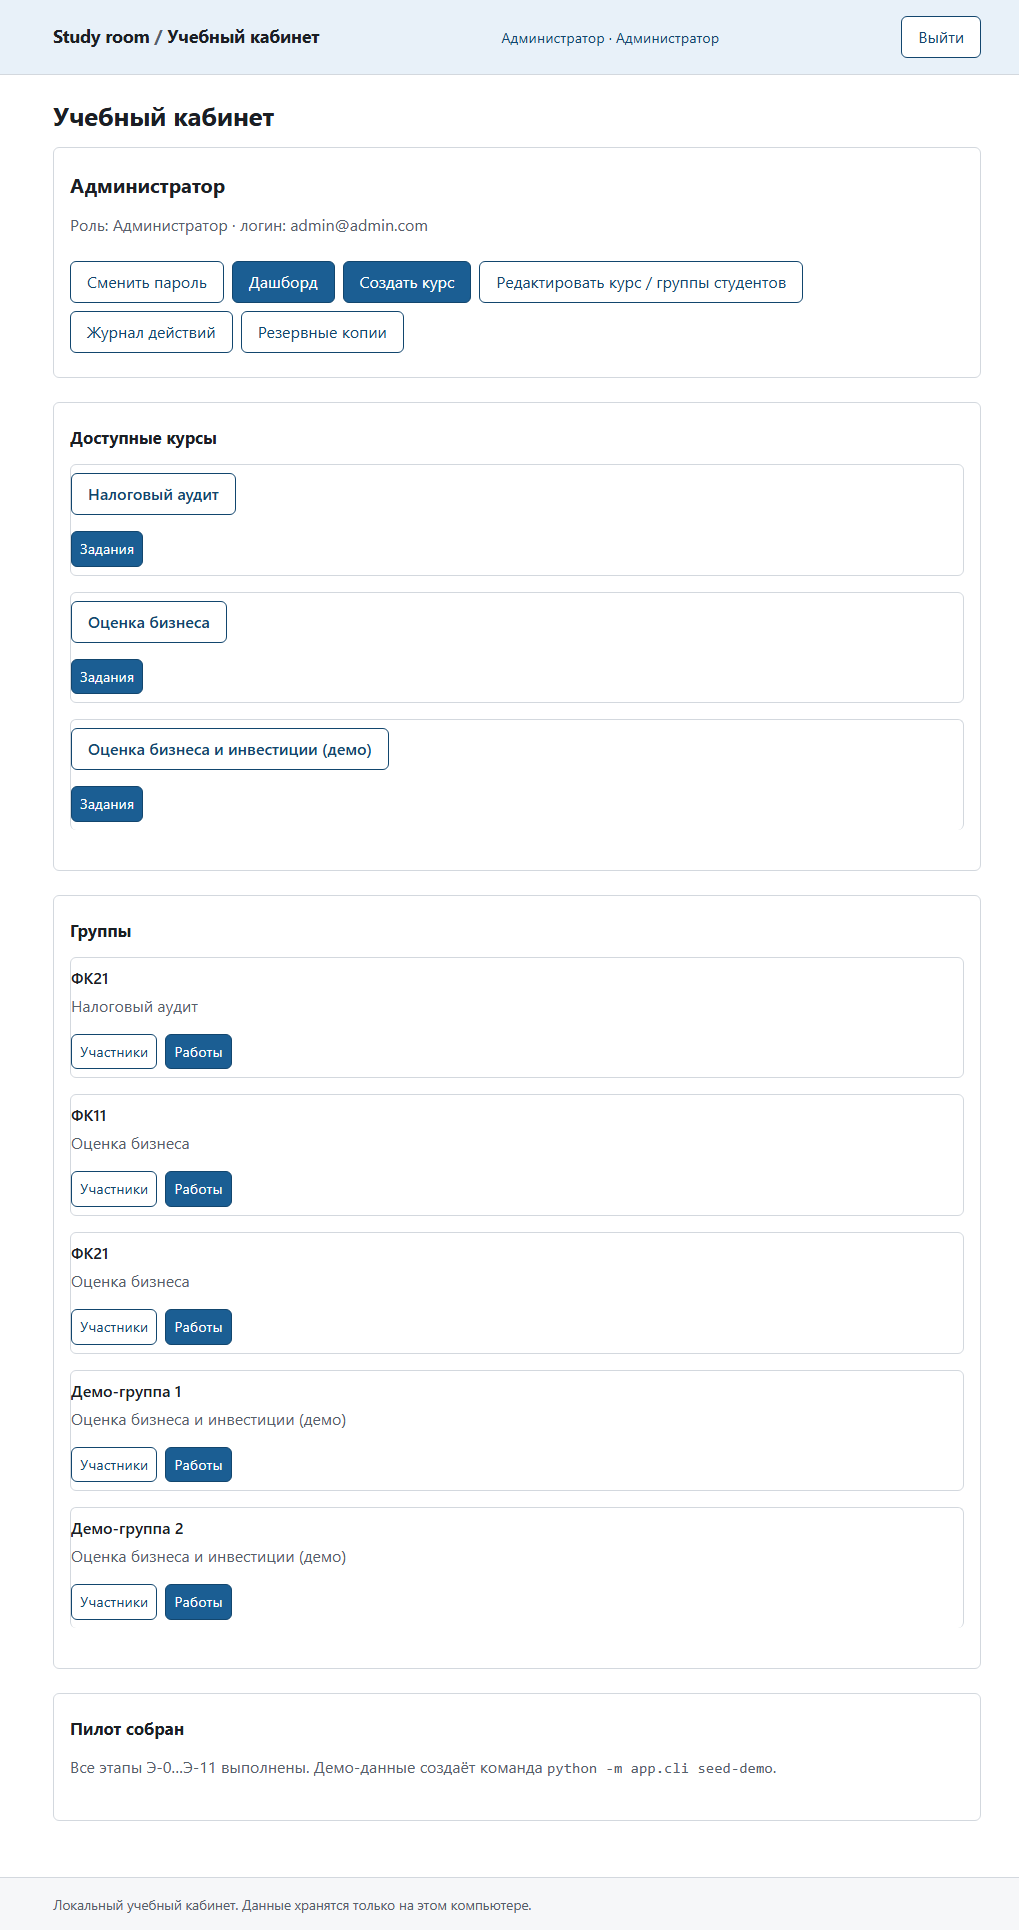 Study room / Учебный кабинет
Администратор · Администратор
Выйти
Учебный кабинет
Администратор
Роль: Администратор · логин: admin@admin.com
Сменить пароль
Дашборд
Создать курс
Редактировать курс / группы студентов
Журнал действий
Резервные копии
Доступные курсы
Налоговый аудит
Задания
Оценка бизнеса
Задания
Оценка бизнеса и инвестиции (демо)
Задания
Группы
ФК21
Налоговый аудит
Участники
Работы
ФК11
Оценка бизнеса
Участники
Работы
ФК21
Оценка бизнеса
Участники
Работы
Демо-группа 1
Оценка бизнеса и инвестиции (демо)
Участники
Работы
Демо-группа 2
Оценка бизнеса и инвестиции (демо)
Участники
Работы
Пилот собран
Все этапы Э-0…Э-11 выполнены. Демо-данные создаёт команда python -m app.cli seed-demo.
Локальный учебный кабинет. Данные хранятся только на этом компьютере.